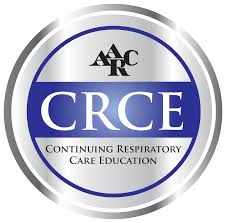 AARC
CRCE
CONTINUING RESPIRATORY
CARE EDUCATION